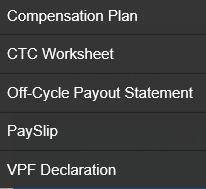 Compensation Plan
CTC Worksheet
Off-Cycle Payout Statement
PaySlip
VPF Declaration